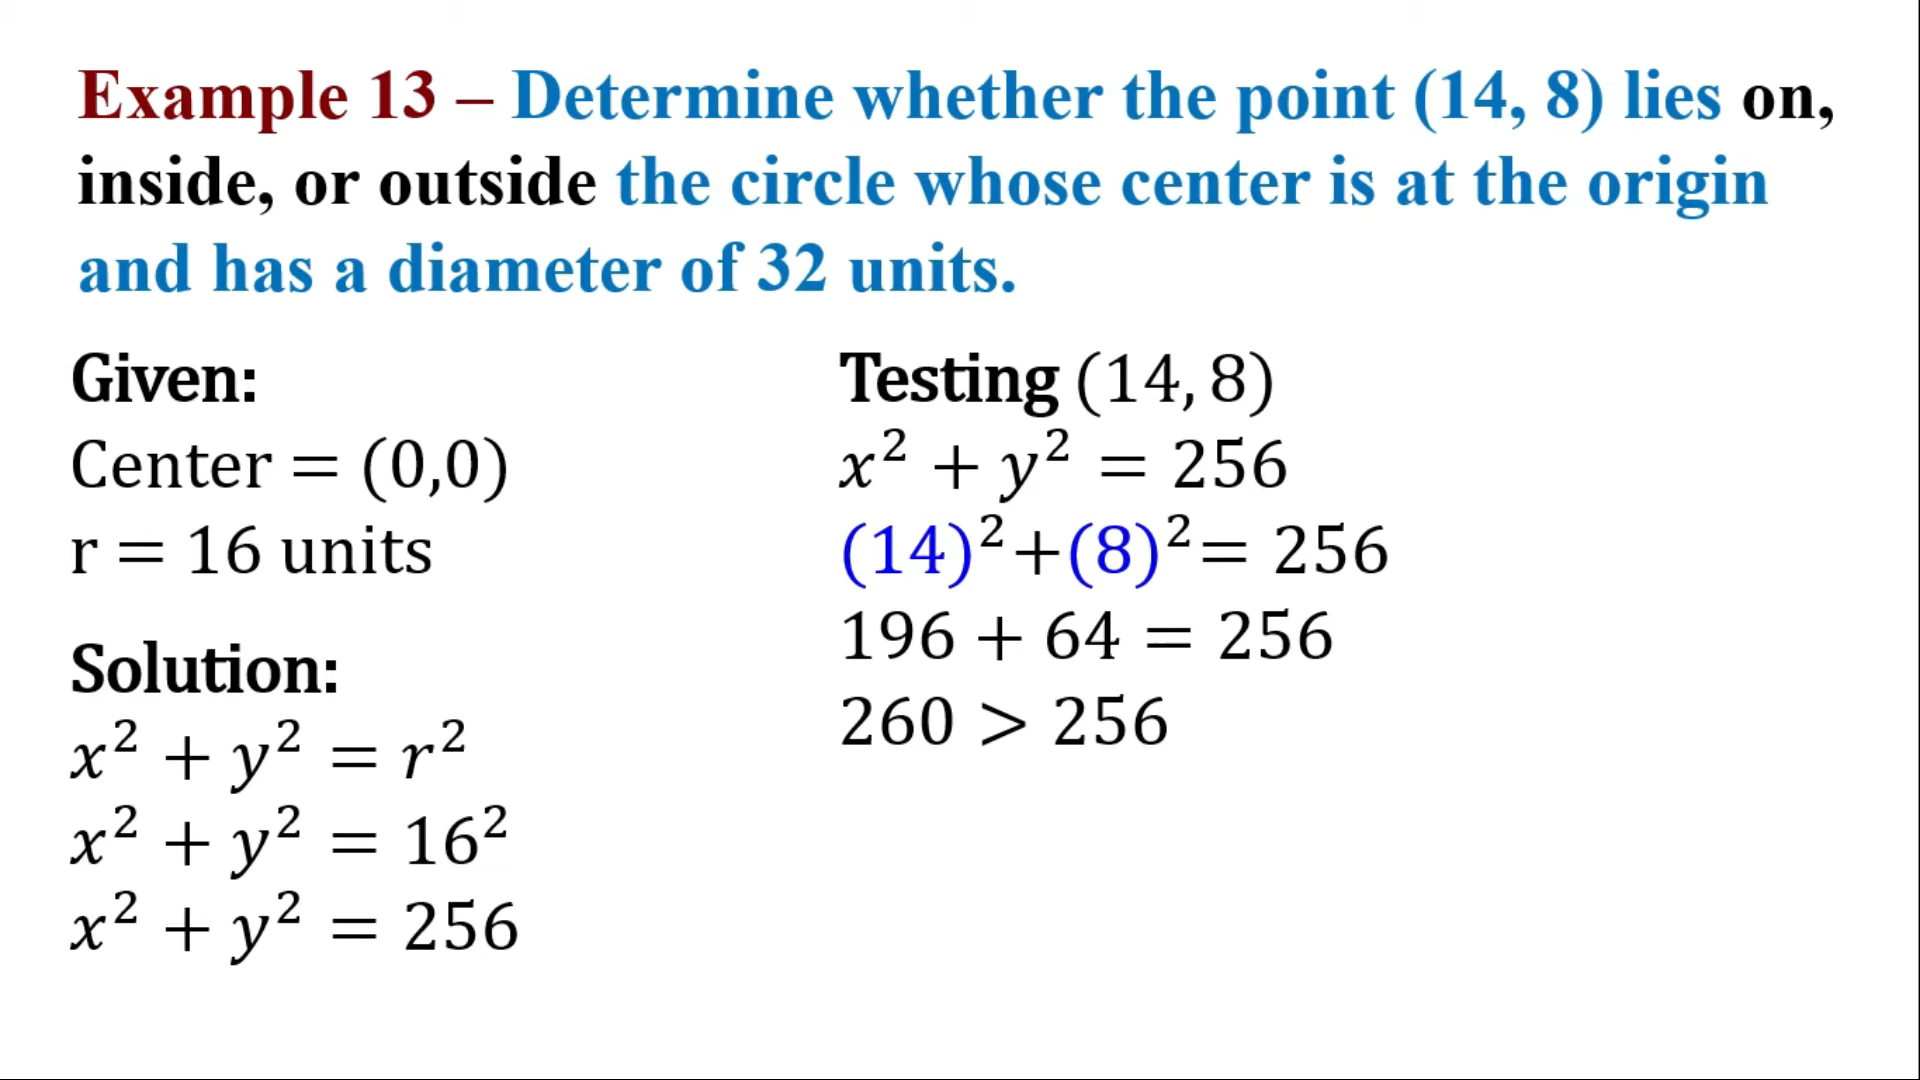 Example 13 – Determine whether the point (14, 8) lies on,
inside, or outside the circle whose center is at the origin
and has a diameter of 32 units.
Given:
Center = (0,0)
r = 16 units
Solution:
x² + y² = r²
x² + y² = 16²
x² + y² = 256
Testing (14, 8)
x² + y² = 256
(14)²+(8)²= 256
196 + 64 = 256
260 > 256